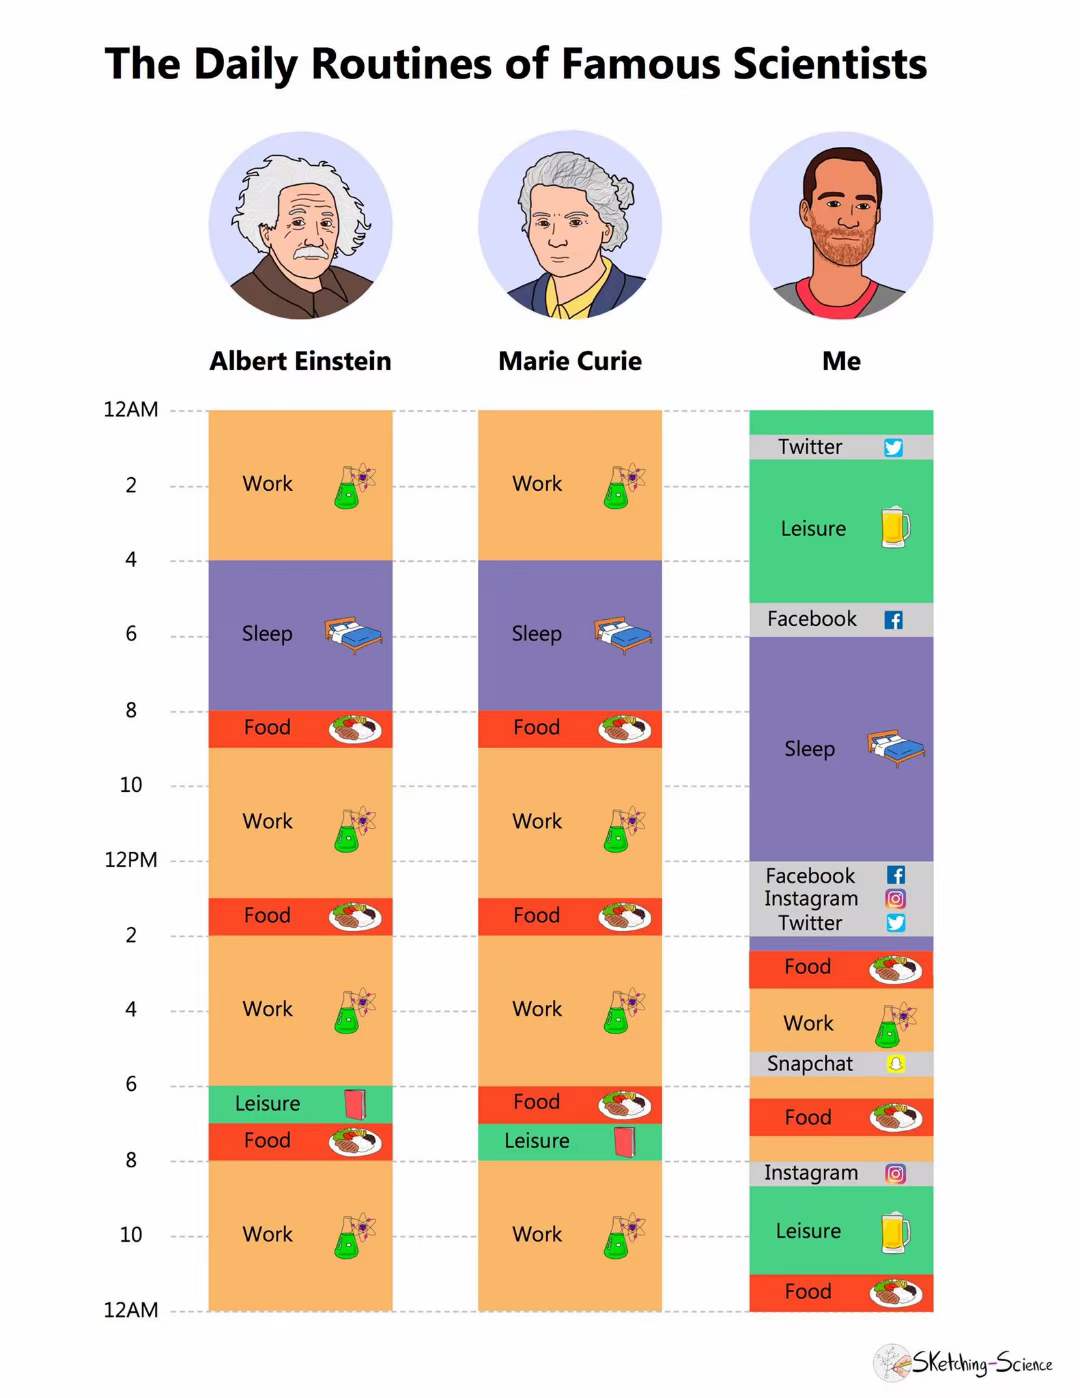 The Daily Routines of Famous Scientists
Albert Einstein
Marie Curie
Me
12AM
2
4
6
8
10
12PM
2
4
6
8
10
12AM
Work
Sleep
Food
Work
Food
Work
Leisure
Food
Work
Work
Sleep
Food
Work
Food
Work
Food
Leisure
Work
Twitter
Leisure
Facebook
Sleep
Facebook
Instagram
Twitter
Food
Work
Snapchat
Food
Instagram
Leisure
Food
SKetching-Science